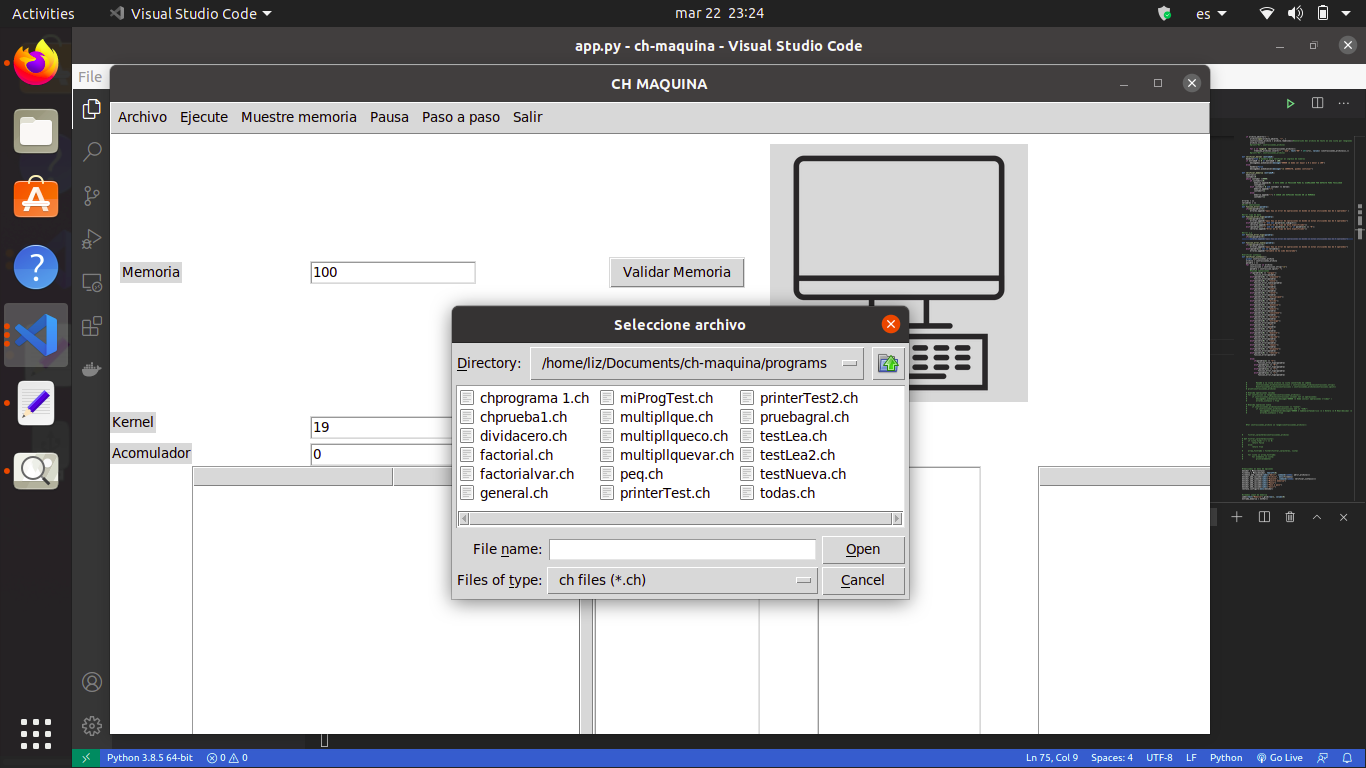 Activities Visual Studio Code mar 22 23:24 es
app.py - ch-maquina - Visual Studio Code
File
CH MAQUINA
Archivo Ejecute Muestre memoria Pausa Paso a paso Salir
Memoria 100 Validar Memoria
Seleccione archivo
Directory: /home/liz/Documents/ch-maquina/programs
chprograma 1.ch miProgTest.ch printerTest2.ch
chprueba1.ch multipllque.ch pruebagral.ch
dividacero.ch multipllqueco.ch testLea.ch
factorial.ch multipllquevar.ch testLea2.ch
factorialvar.ch peq.ch testNueva.ch
general.ch printerTest.ch todas.ch
File name: Open
Files of type: ch files (*.ch) Cancel
Kernel 19
Acomulador 0
Python 3.8.5 64-bit 0 0 Ln 75, Col 9 Spaces: 4 UTF-8 LF Python Go Live